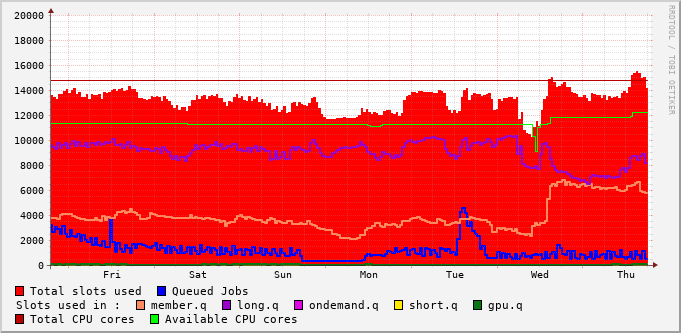 20000
18000
16000
14000
12000
10000
8000
6000
4000
2000
0
Fri Sat Sun Mon Tue Wed Thu
RRDTOOL / TOBI OETIKER
Total slots used Queued Jobs
Slots used in : member.q long.q ondemand.q short.q gpu.q
Total CPU cores Available CPU cores